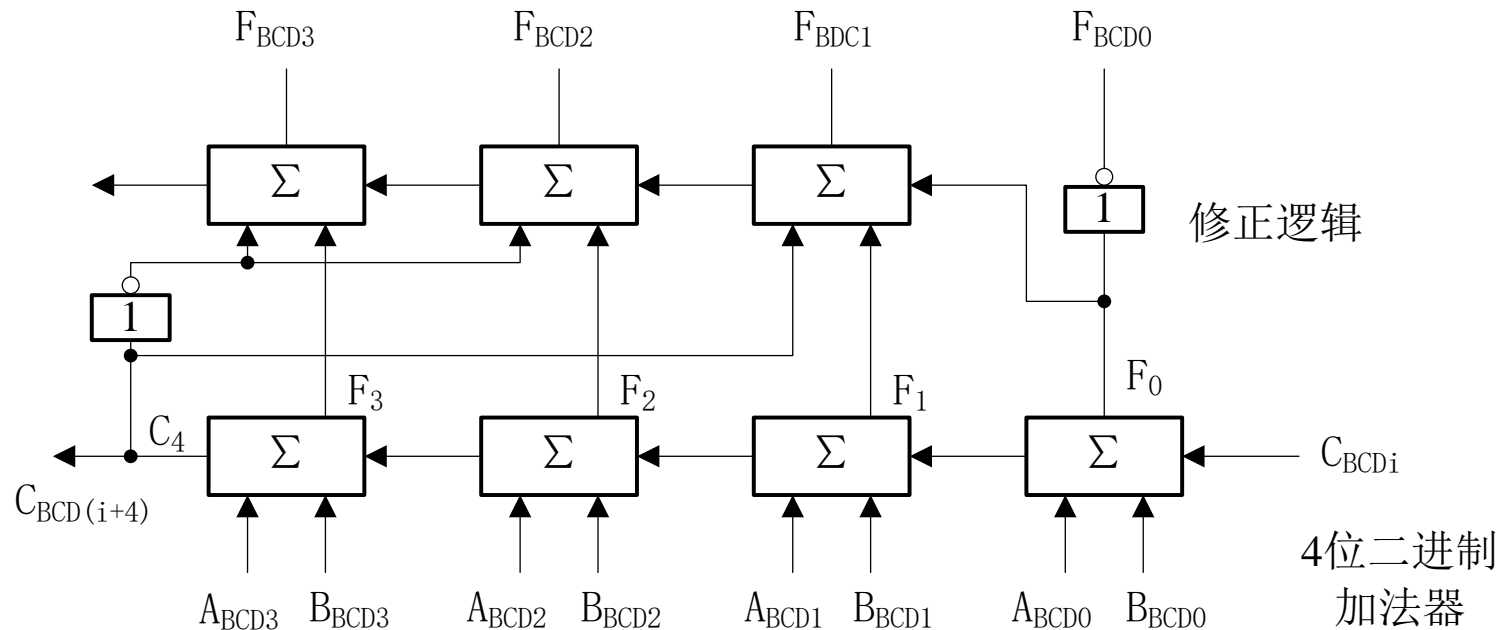 F_BCD3 F_BCD2 F_BDC1 F_BCD0
Σ Σ Σ 1 修正逻辑
1
F_3 F_2 F_1 F_0
C_4
Σ Σ Σ Σ C_BCDi
C_BCD(i+4)
A_BCD3 B_BCD3 A_BCD2 B_BCD2 A_BCD1 B_BCD1 A_BCD0 B_BCD0
4位二进制
加法器